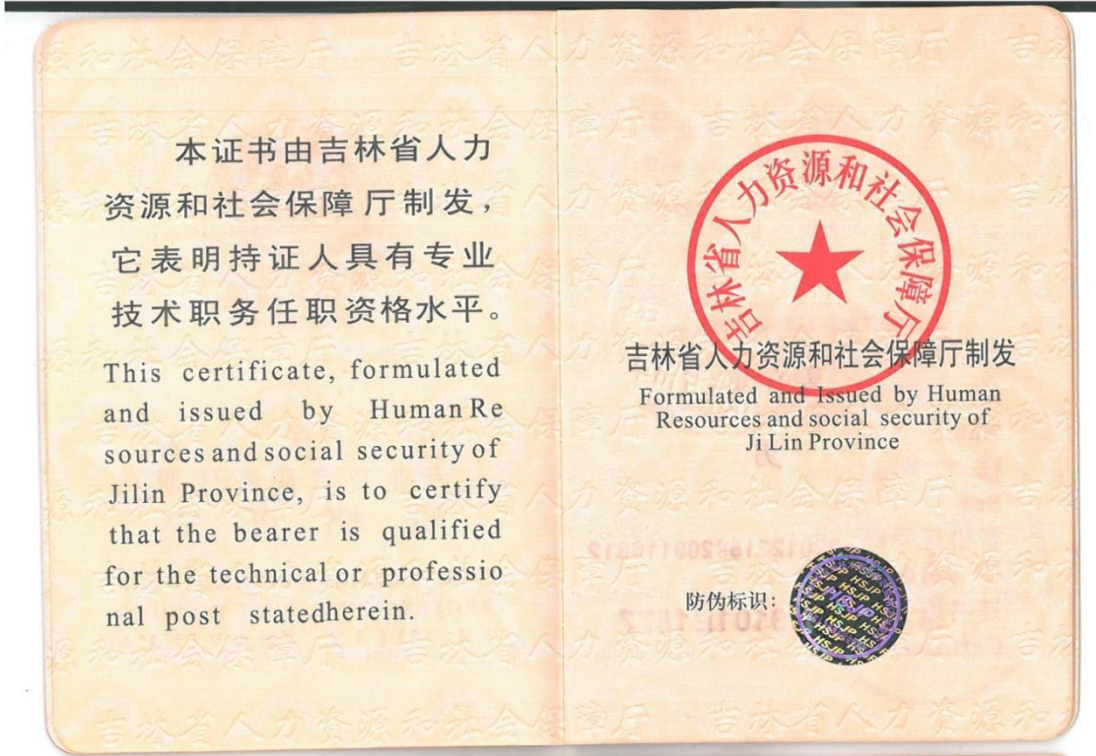 本证书由吉林省人力
资源和社会保障厅制发，
它表明持证人具有专业
技术职务任职资格水平。
This certificate, formulated
and issued by Human Re
sources and social security of
Jilin Province, is to certify
that the bearer is qualified
for the technical or professio
nal post statedherein.
吉林省人力资源和社会保障厅
吉林省人力资源和社会保障厅制发
Formulated and Issued by Human
Resources and social security of
Ji Lin Province
防伪标识：
HSJP